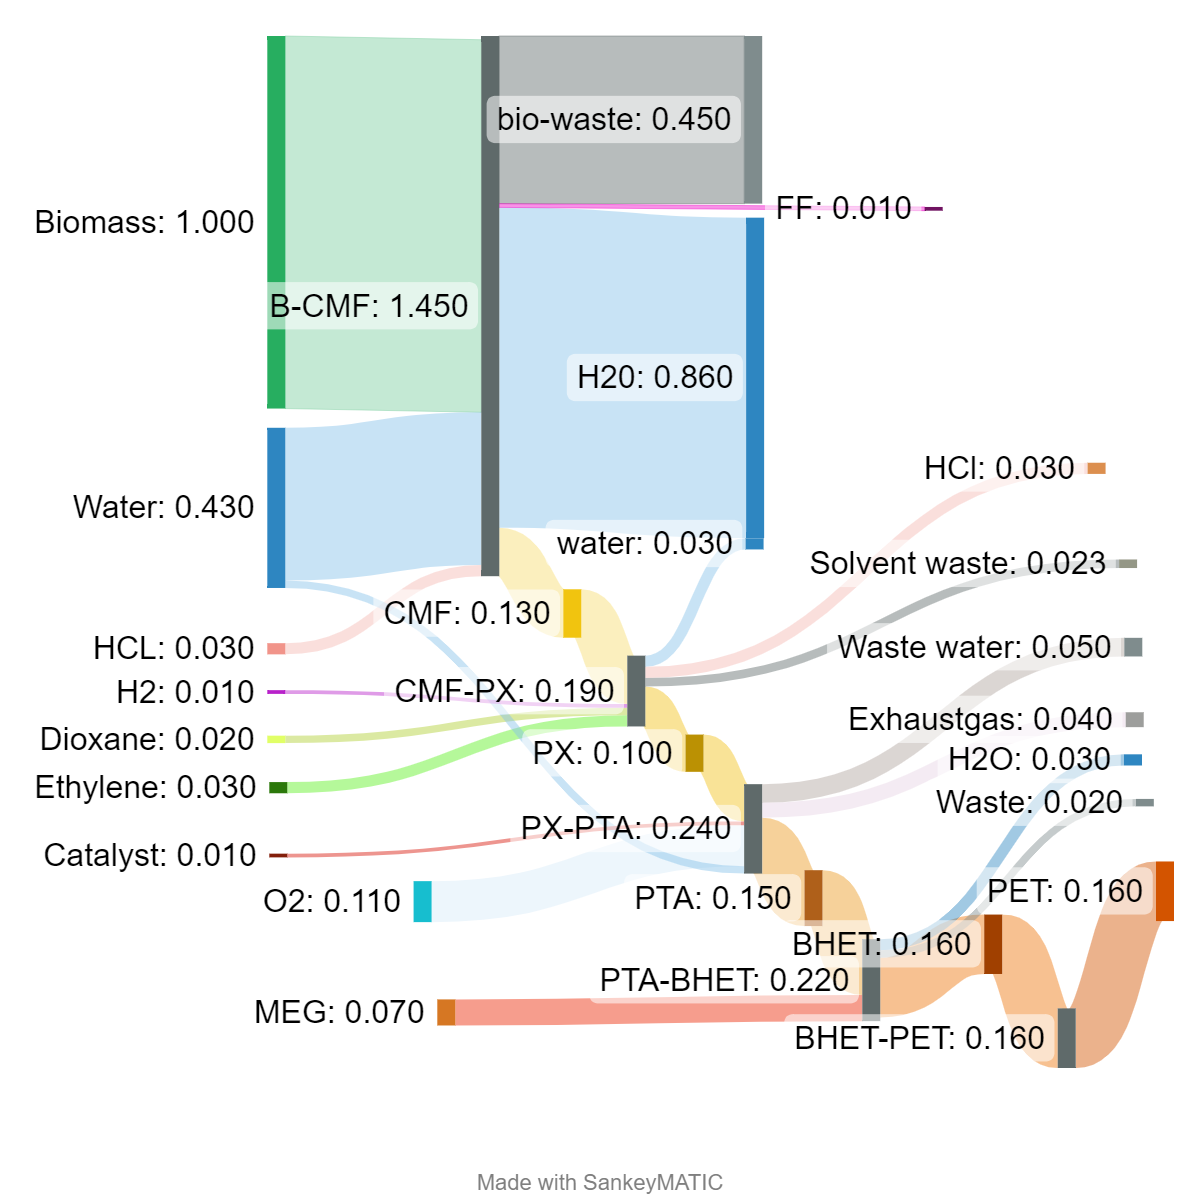 bio-waste: 0.450
FF: 0.010
Biomass: 1.000
B-CMF: 1.450
H20: 0.860
HCl: 0.030
Water: 0.430
water: 0.030
Solvent waste: 0.023
CMF: 0.130
HCL: 0.030
Waste water: 0.050
H2: 0.010
CMF-PX: 0.190
Exhaustgas: 0.040
Dioxane: 0.020
PX: 0.100
H2O: 0.030
Ethylene: 0.030
Waste: 0.020
PX-PTA: 0.240
Catalyst: 0.010
O2: 0.110
PTA: 0.150
PET: 0.160
BHET: 0.160
PTA-BHET: 0.220
MEG: 0.070
BHET-PET: 0.160
Made with SankeyMATIC